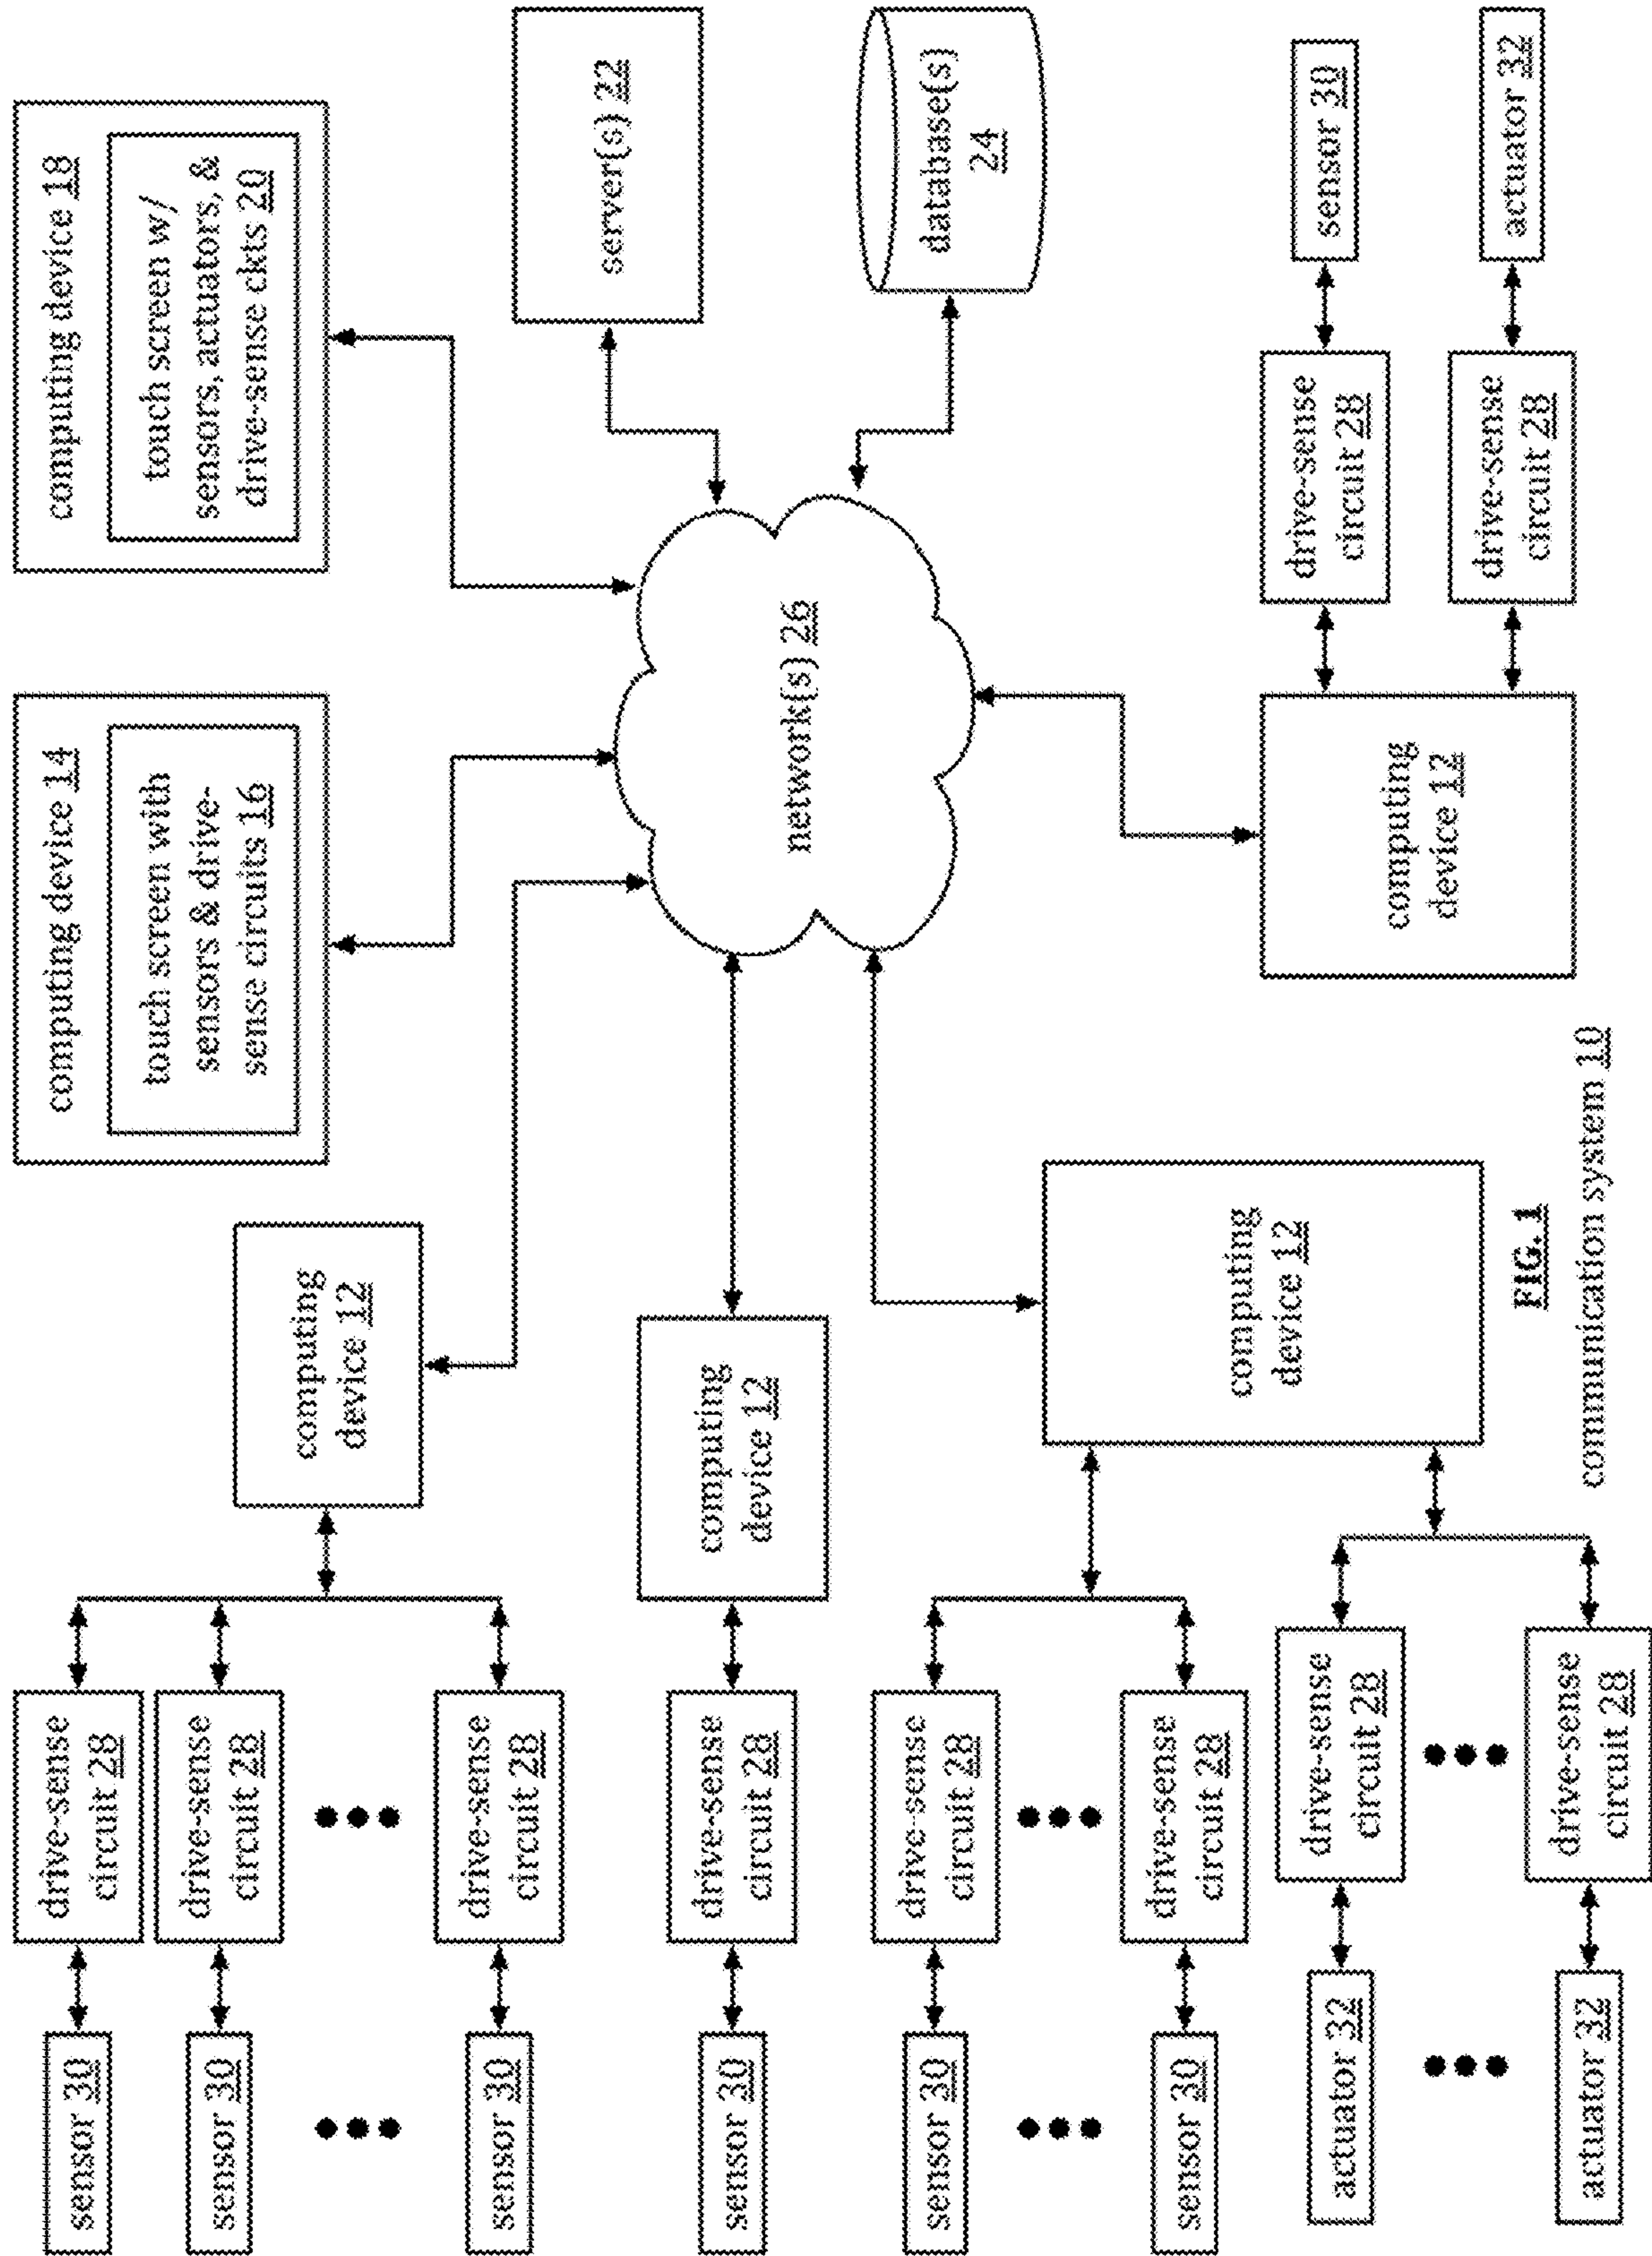 sensor 30
drive-sense
circuit 28
sensor 30
drive-sense
circuit 28
sensor 30
drive-sense
circuit 28
computing
device 12
computing device 14
touch screen with
sensors & drive-
sense circuits 16
computing device 18
touch screen w/
sensors, actuators, &
drive-sense ckts 20
sensor 30
drive-sense
circuit 28
computing
device 12
network(s) 26
server(s) 22
database(s)
24
sensor 30
drive-sense
circuit 28
sensor 30
drive-sense
circuit 28
computing
device 12
actuator 32
drive-sense
circuit 28
actuator 32
drive-sense
circuit 28
computing
device 12
drive-sense
circuit 28
sensor 30
drive-sense
circuit 28
actuator 32
FIG. 1
communication system 10